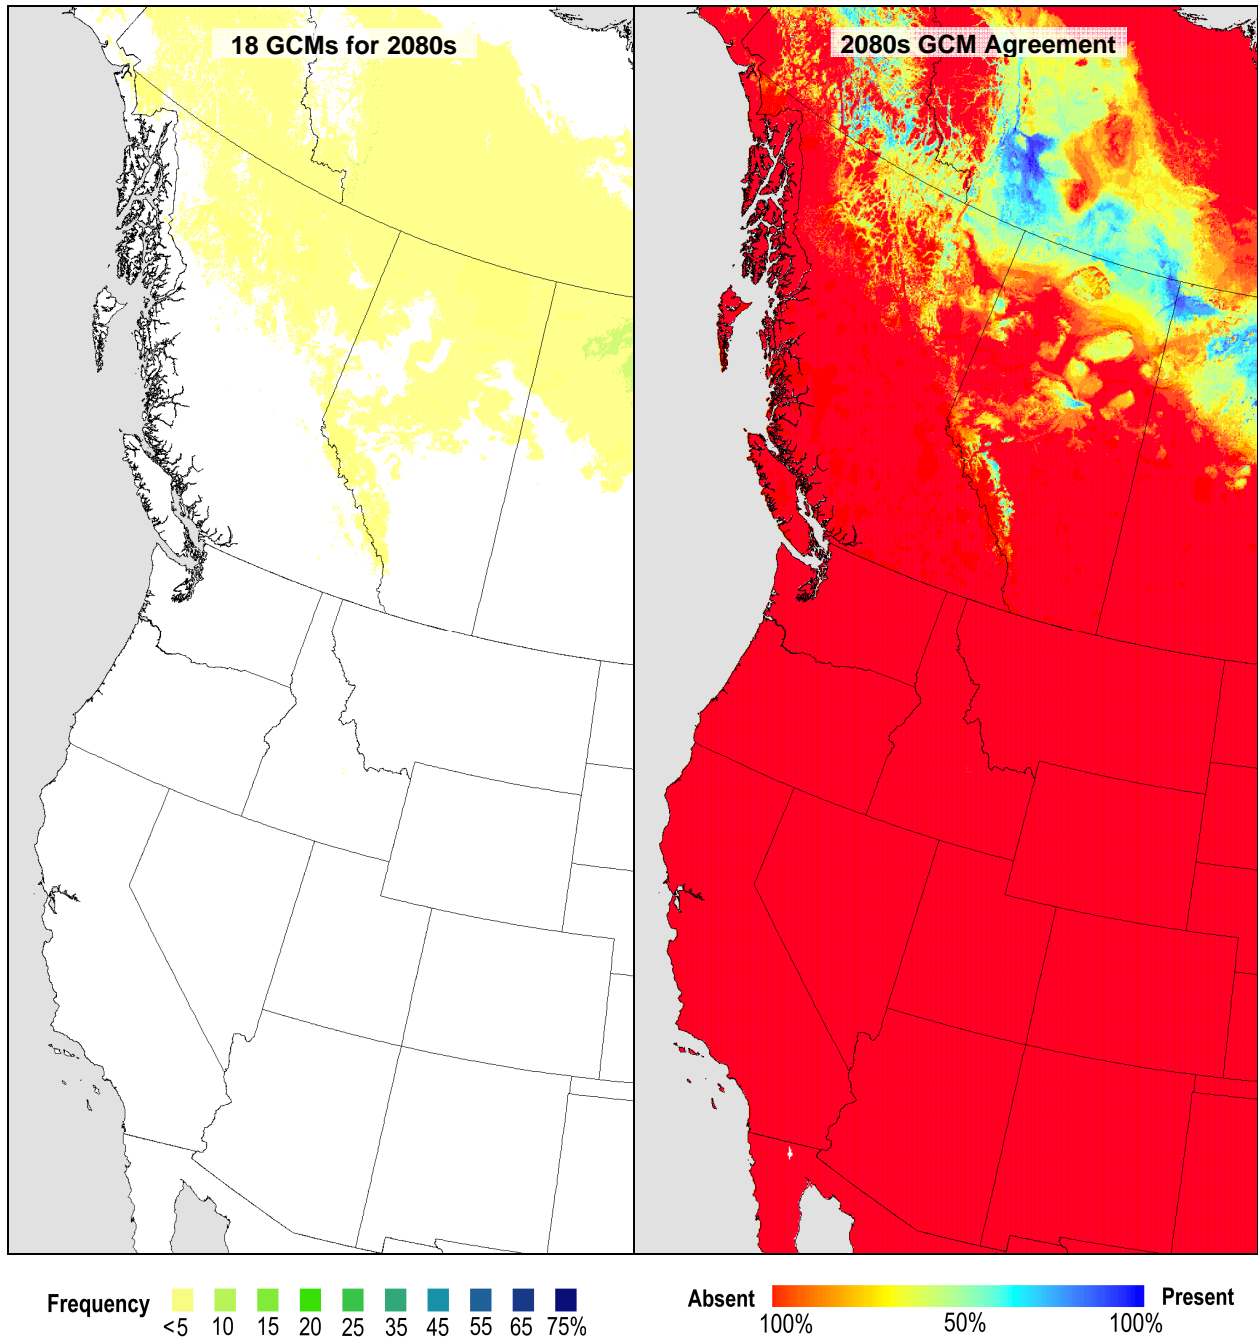 18 GCMs for 2080s
2080s GCM Agreement
Frequency
<5 10 15 20 25 35 45 55 65 75%
Absent Present
100% 50% 100%